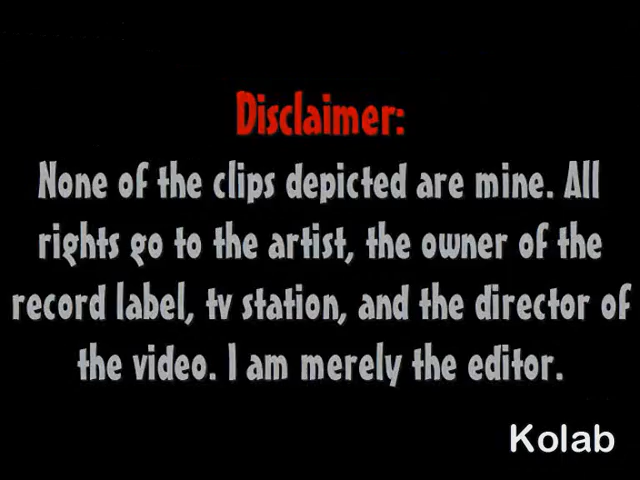 Disclaimer:
None of the clips depicted are mine. All
rights go to the artist, the owner of the
record label, tv station, and the director of
the video. I am merely the editor.
Kolab